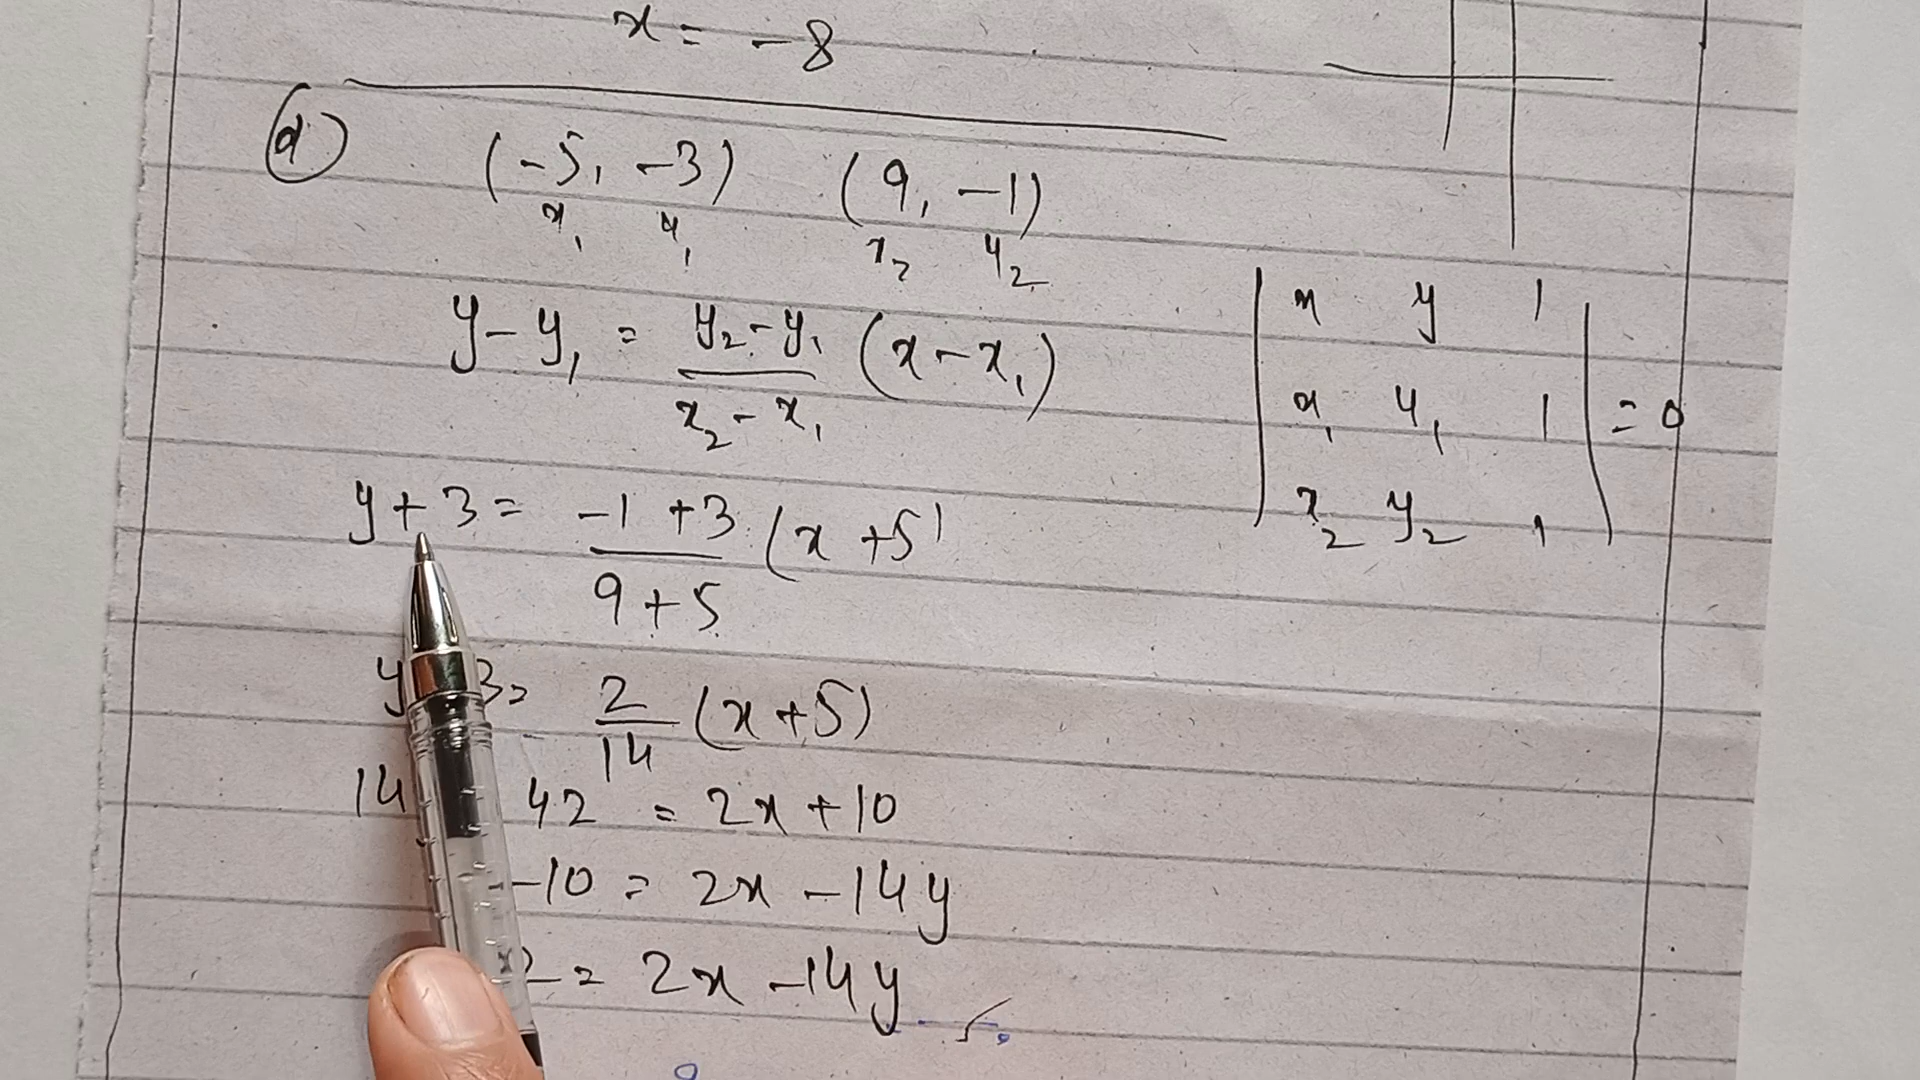 x = -8
(d) (-5, -3) (9, -1)
x₁ y₁ x₂ y₂
y - y₁ = y₂ - y₁ / x₂ - x₁ (x - x₁)
| x y 1 |
| x₁ y₁ 1 | = 0
| x₂ y₂ 1 |
y + 3 = -1 + 3 / 9 + 5 (x + 5)
y 3 = 2 / 14 (x + 5)
14 42 = 2x + 10
-10 = 2x - 14y
2 = 2x - 14y